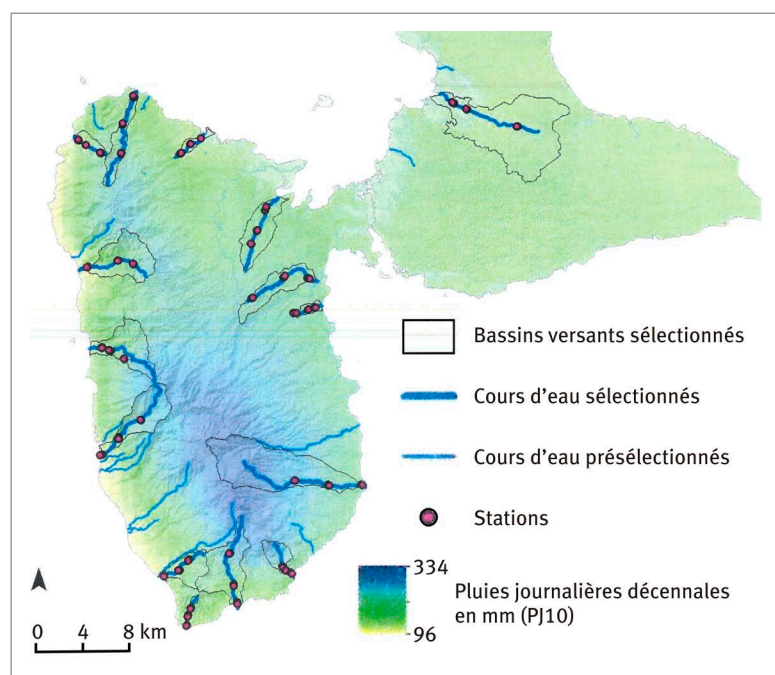 Bassins versants sélectionnés
Cours d'eau sélectionnés
Cours d'eau présélectionnés
Stations
334
Pluies journalières décennales
en mm (PJ10)
96
0 4 8 km